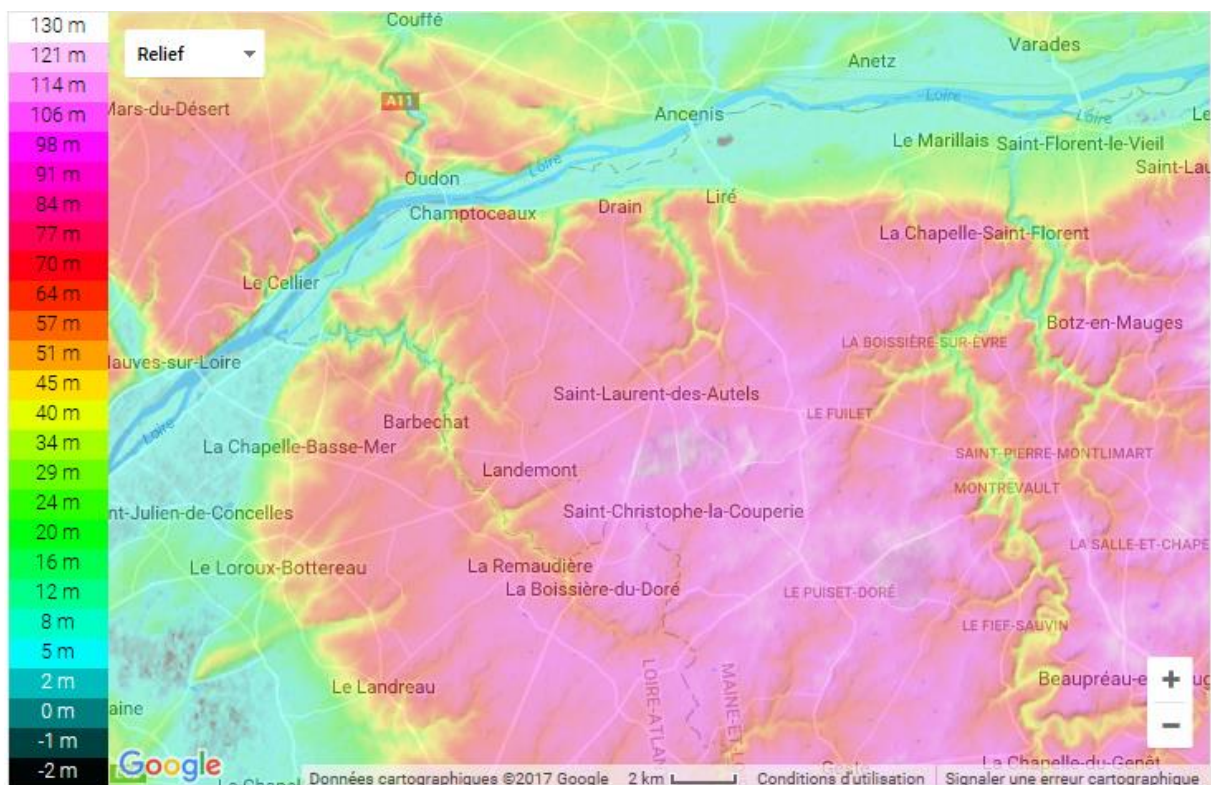 130 m
121 m
114 m
106 m
98 m
91 m
84 m
77 m
70 m
64 m
57 m
51 m
45 m
40 m
34 m
29 m
24 m
20 m
16 m
12 m
8 m
5 m
2 m
0 m
-1 m
-2 m
Relief
Couffé
Varades
Anetz
A11
Mars-du-Désert
Loire
Ancenis
Loire
Le Marillais
Saint-Florent-le-Vieil
Le
Loire
Saint-Lau
Oudon
Champtoceaux
Drain
Liré
La Chapelle-Saint-Florent
Le Cellier
Botz-en-Mauges
LA BOISSIÈRE-SUR-ÈVRE
Mauves-sur-Loire
Saint-Laurent-des-Autels
LE FUILET
Barbechat
Loire
La Chapelle-Basse-Mer
SAINT-PIERRE-MONTLIMART
Landemont
MONTREVAULT
nt-Julien-de-Concelles
Saint-Christophe-la-Couperie
LA SALLE-ET-CHAPE
Le Loroux-Bottereau
La Remaudière
La Boissière-du-Doré
LE PUISET-DORÉ
LE FIEF-SAUVIN
LOIRE-ATLAN
MAINE-ET-L
Le Landreau
Beaupréau-e
ug
+
aine
−
La Chapelle-du-Genêt
Gesté
Google
La Chapel
Données cartographiques ©2017 Google
2 km
Conditions d'utilisation
Signaler une erreur cartographique